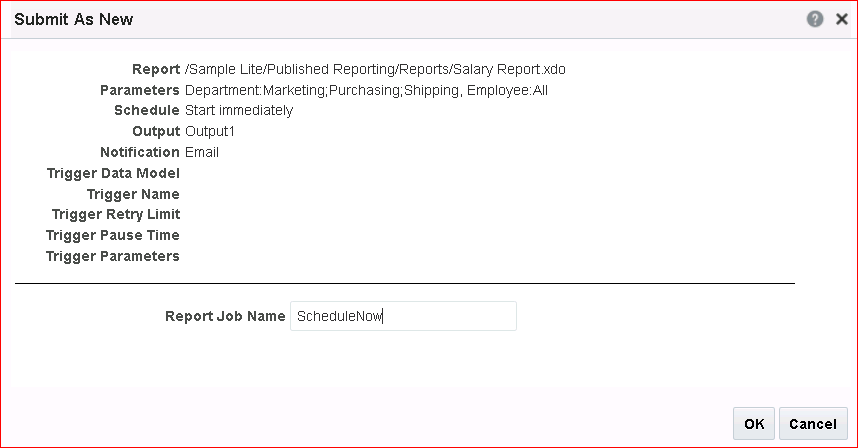 Submit As New
Report /Sample Lite/Published Reporting/Reports/Salary Report.xdo
Parameters Department:Marketing;Purchasing;Shipping, Employee:All
Schedule Start immediately
Output Output1
Notification Email
Trigger Data Model
Trigger Name
Trigger Retry Limit
Trigger Pause Time
Trigger Parameters
Report Job Name ScheduleNow
OK Cancel